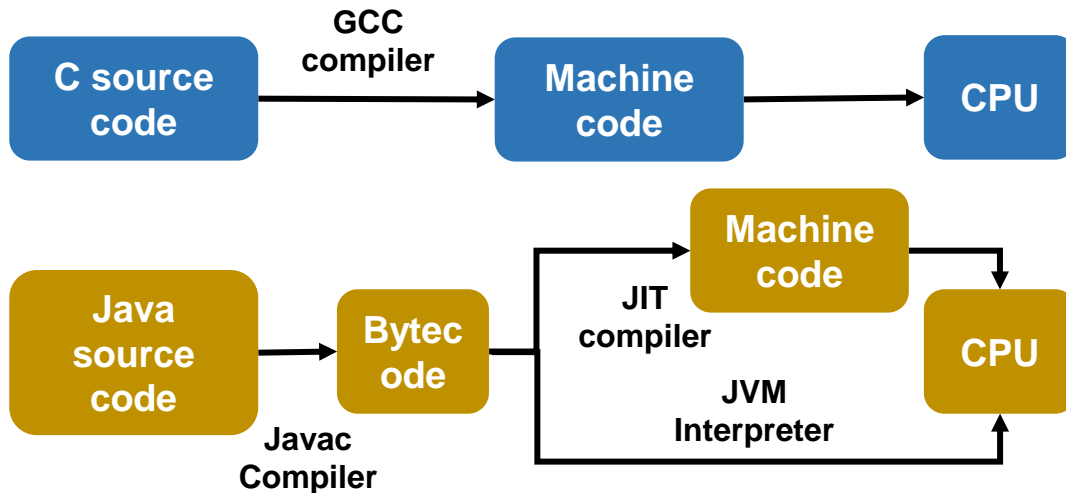 GCC
compiler
C source
code
Machine
code
CPU
Machine
code
JIT
compiler
Java
source
code
Bytec
ode
CPU
JVM
Interpreter
Javac
Compiler